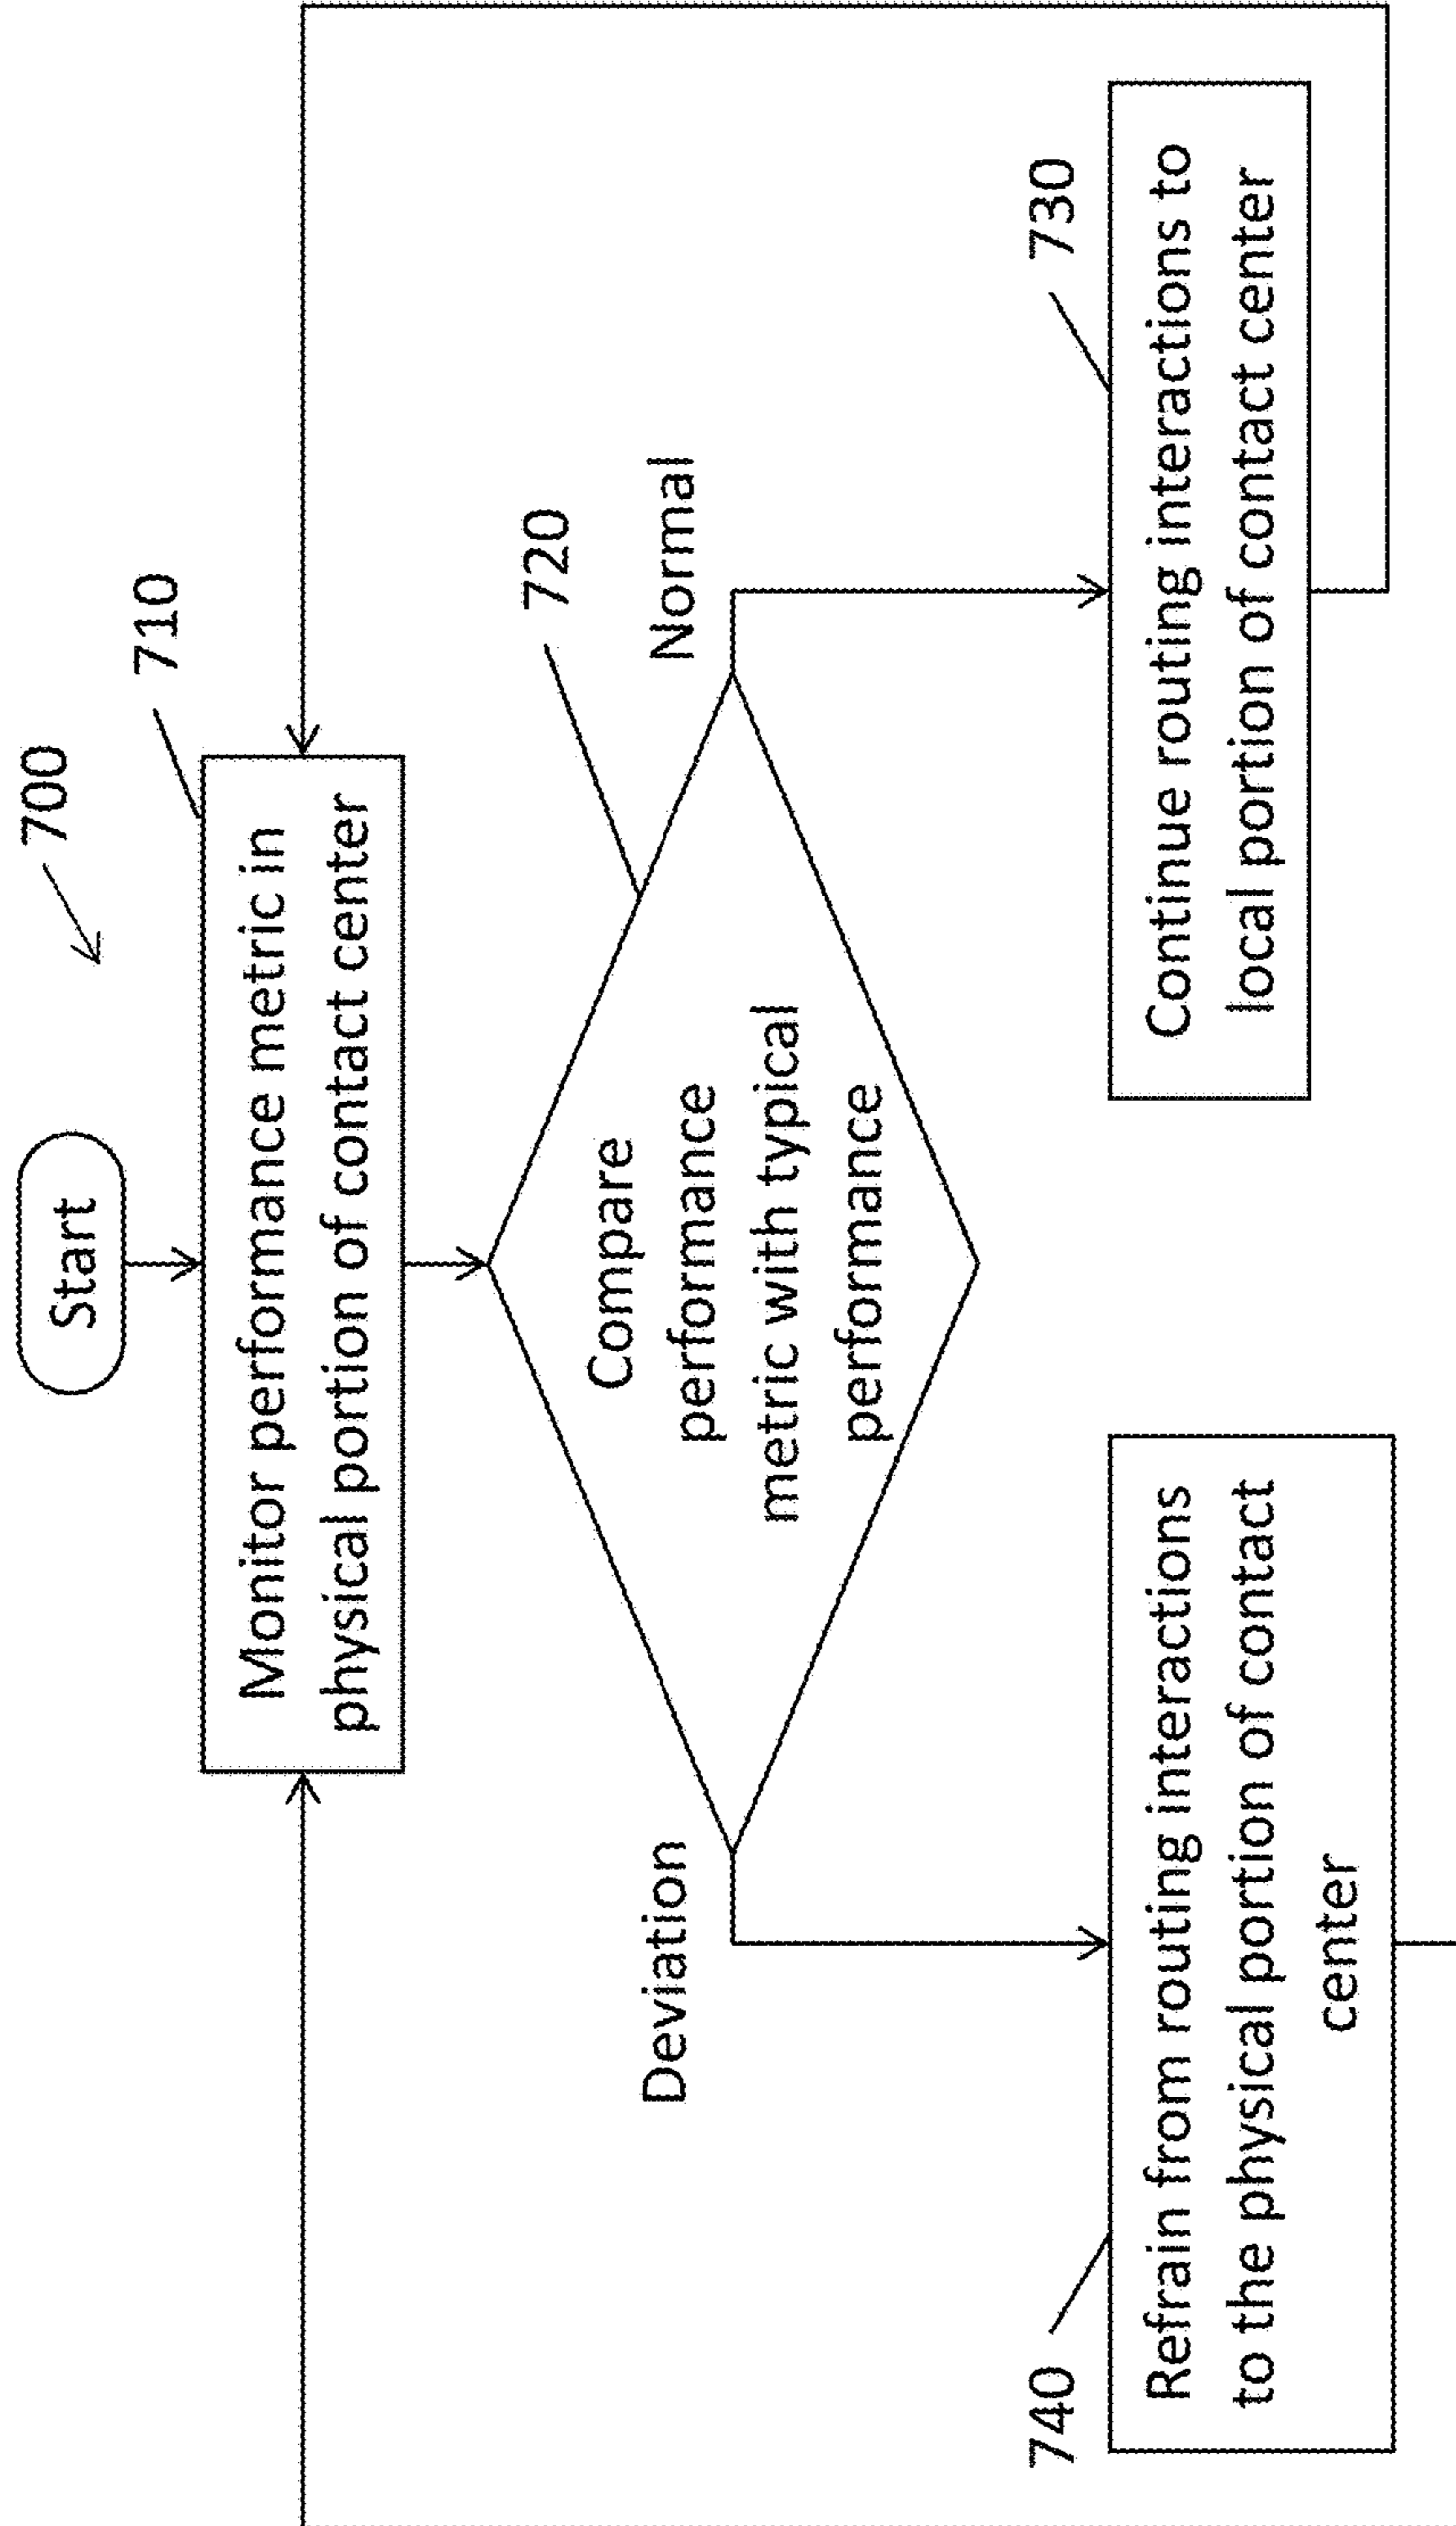 Start
700
710
Monitor performance metric in
physical portion of contact center
720
Compare
performance
metric with typical
performance
Deviation
Normal
740
Refrain from routing interactions
to the physical portion of contact
center
730
Continue routing interactions to
local portion of contact center